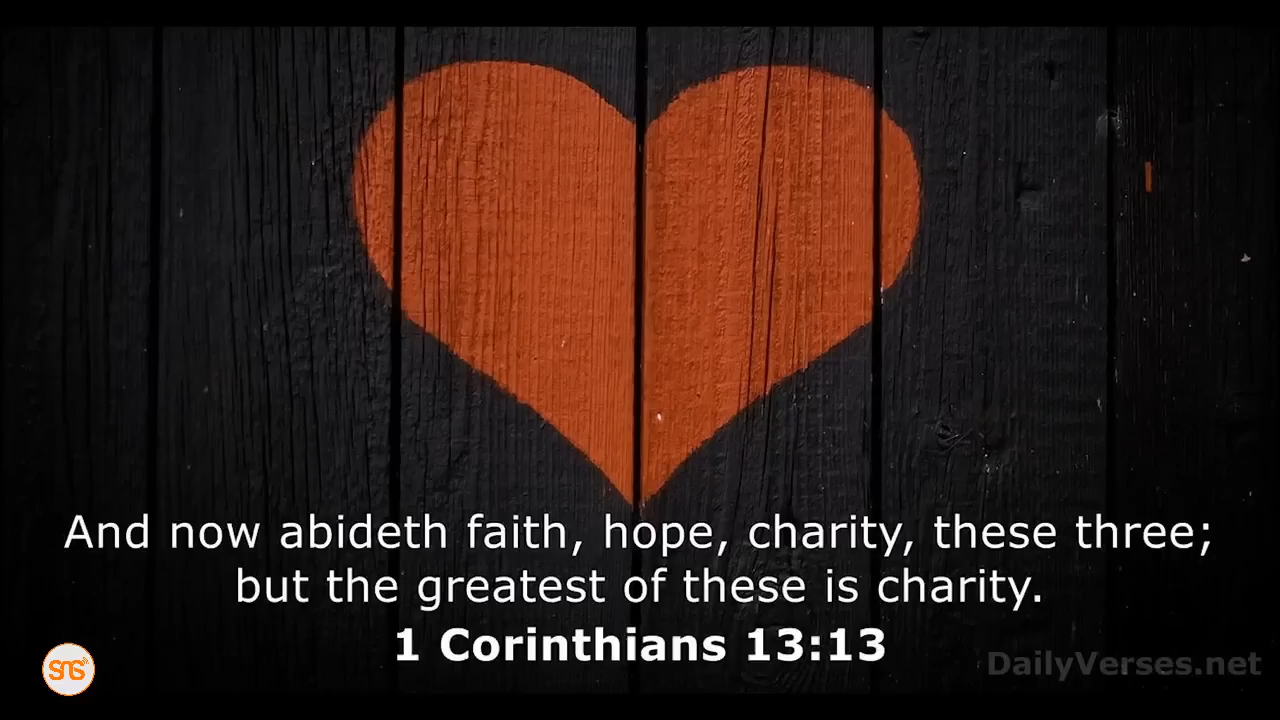 And now abideth faith, hope, charity, these three;
but the greatest of these is charity.
1 Corinthians 13:13
SNS
DailyVerses.net